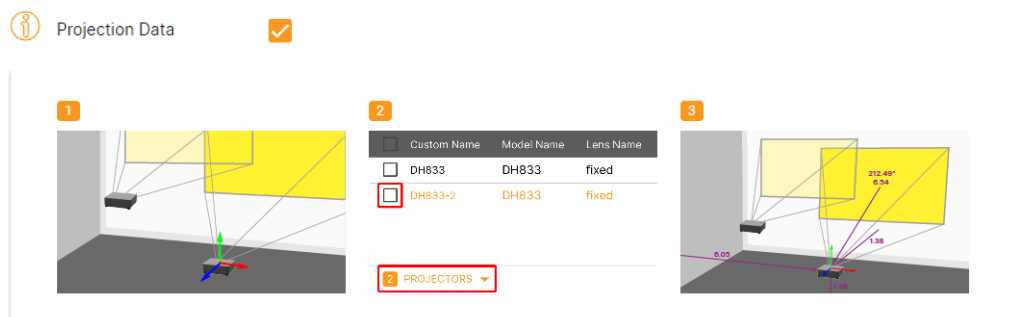 Projection Data
1
2
3
Custom Name Model Name Lens Name
DH833 DH833 fixed
DH833-2 DH833 fixed
2 PROJECTORS
212.49"
6.54
1.38
6.03